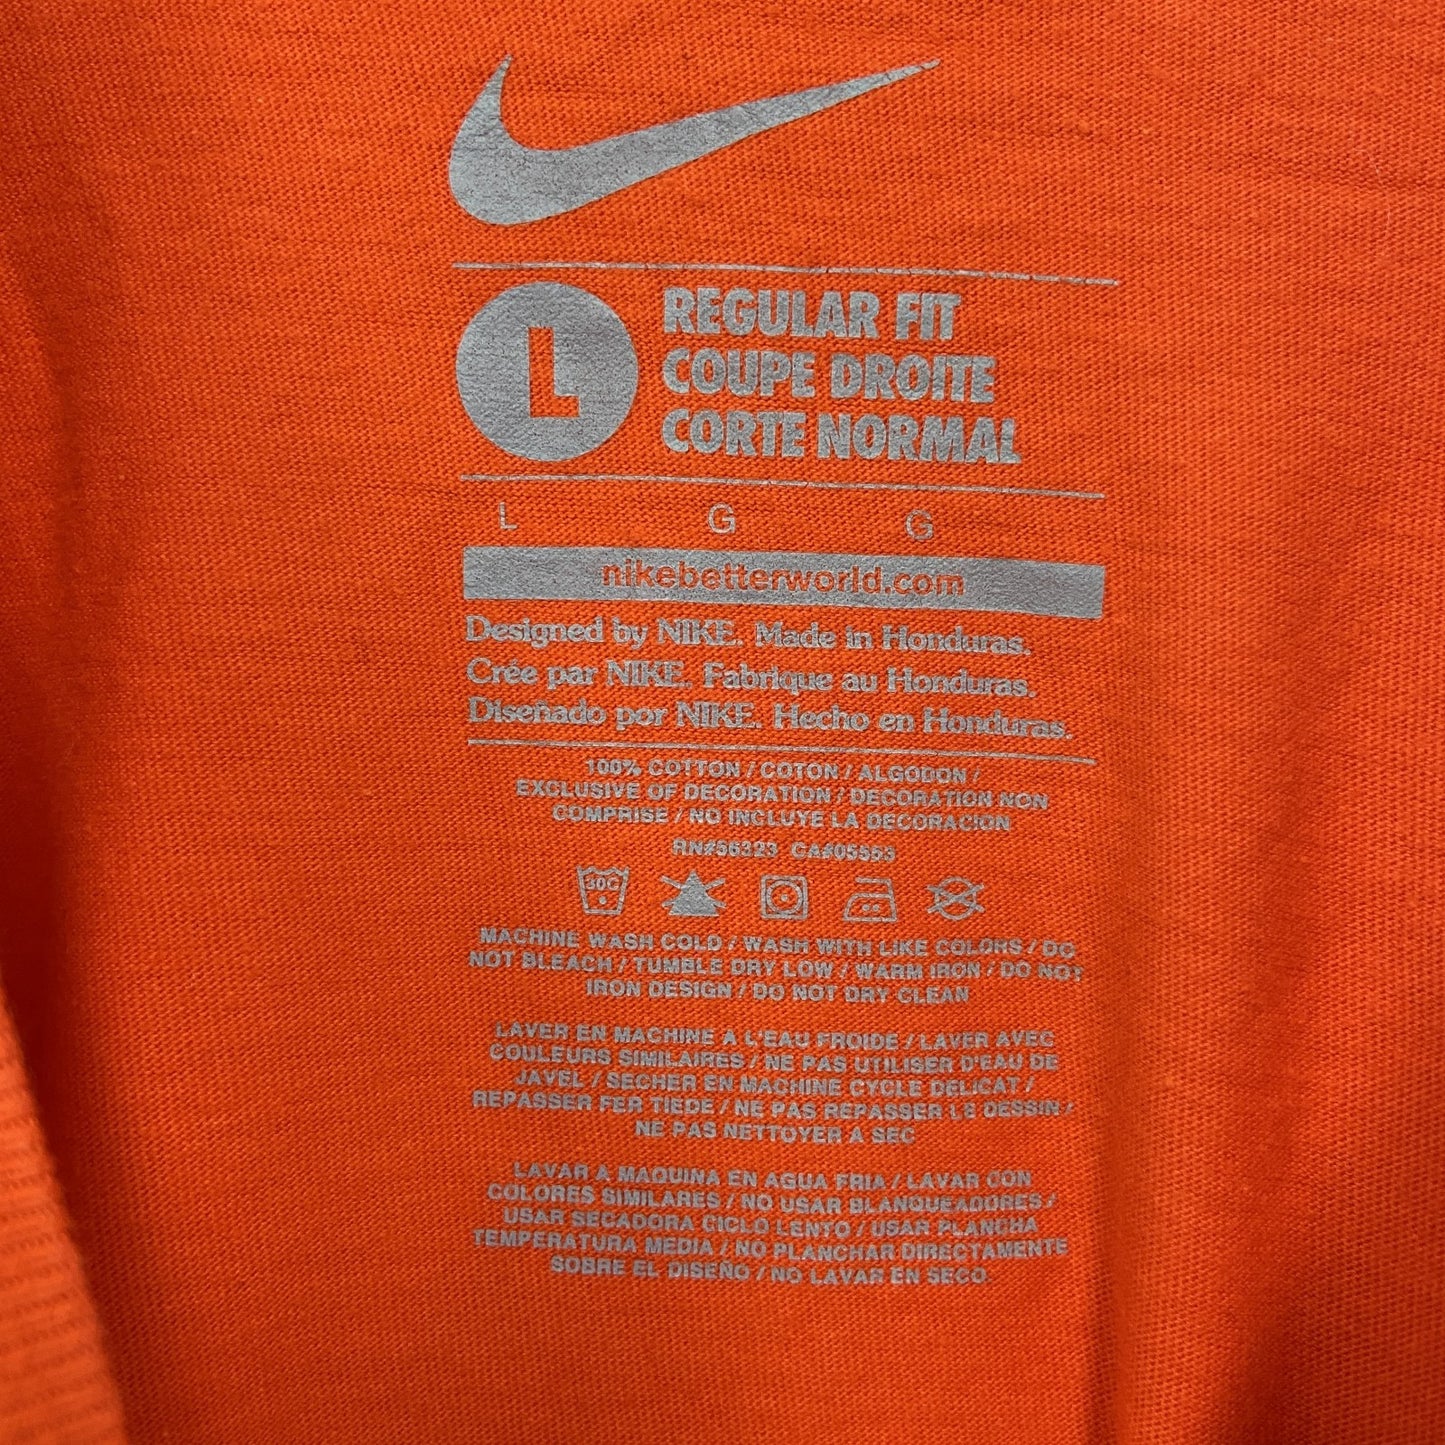 L
REGULAR FIT
COUPE DROITE
CORTE NORMAL
L G G
nikebetterworld.com
Designed by NIKE. Made in Honduras.
Crée par NIKE. Fabrique au Honduras.
Diseñado por NIKE. Hecho en Honduras.
100% COTTON / COTON / ALGODON /
EXCLUSIVE OF DECORATION / DECORATION NON
COMPRISE / NO INCLUYE LA DECORACION
RN#56323 CA#05553
30C
MACHINE WASH COLD / WASH WITH LIKE COLORS / DO
NOT BLEACH / TUMBLE DRY LOW / WARM IRON / DO NOT
IRON DESIGN / DO NOT DRY CLEAN
LAVER EN MACHINE A L'EAU FROIDE / LAVER AVEC
COULEURS SIMILAIRES / NE PAS UTILISER D'EAU DE
JAVEL / SECHER EN MACHINE CYCLE DELICAT /
REPASSER FER TIEDE / NE PAS REPASSER LE DESSIN /
NE PAS NETTOYER A SEC
LAVAR A MAQUINA EN AGUA FRIA / LAVAR CON
COLORES SIMILARES / NO USAR BLANQUEADORES /
USAR SECADORA CICLO LENTO / USAR PLANCHA
TEMPERATURA MEDIA / NO PLANCHAR DIRECTAMENTE
SOBRE EL DISEÑO / NO LAVAR EN SECO